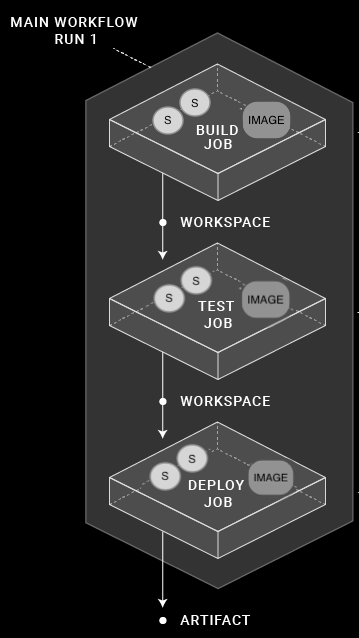 MAIN WORKFLOW
RUN 1
S
S
IMAGE
BUILD
JOB
WORKSPACE
S
S
IMAGE
TEST
JOB
WORKSPACE
S
S
IMAGE
DEPLOY
JOB
ARTIFACT